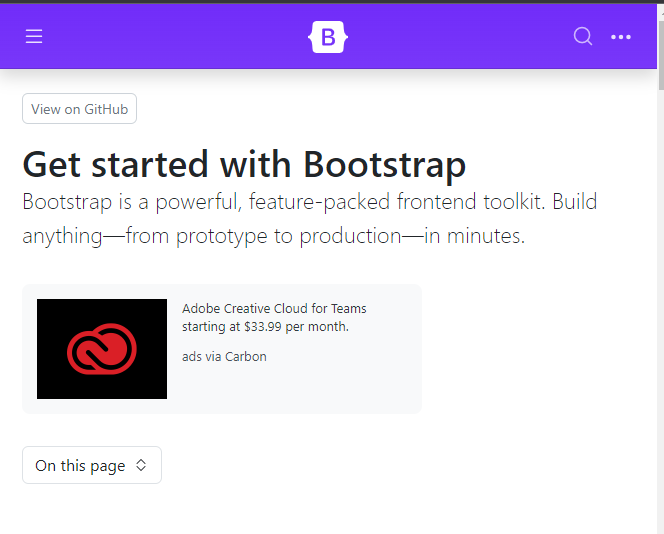 B
View on GitHub
Get started with Bootstrap
Bootstrap is a powerful, feature-packed frontend toolkit. Build
anything—from prototype to production—in minutes.
Adobe Creative Cloud for Teams
starting at $33.99 per month.
ads via Carbon
On this page